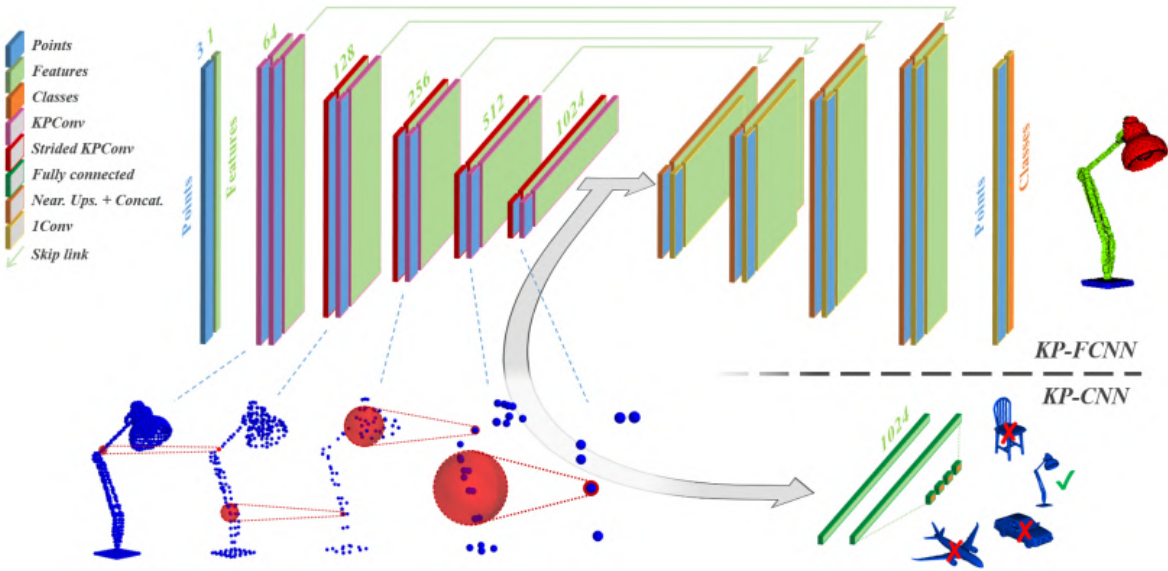 Points
Features
Classes
KPConv
Strided KPConv
Fully connected
Near. Ups. + Concat.
1Conv
Skip link
3
1
64
128
256
512
1024
Points
Features
Points
Classes
KP-FCNN
KP-CNN
1024